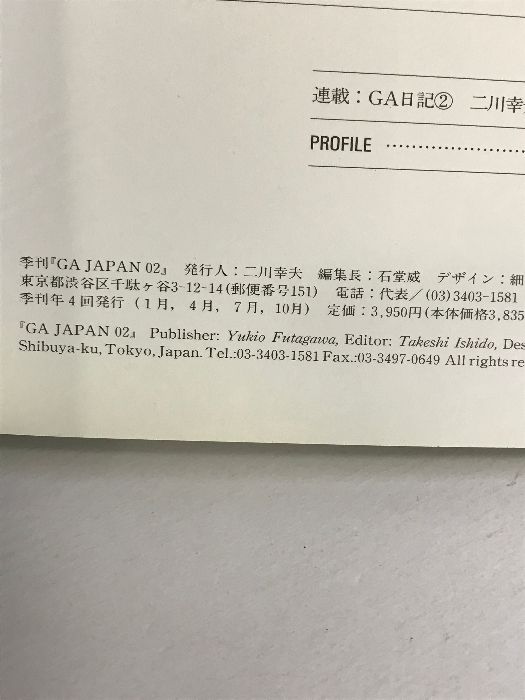 連載：GA日記② 二川幸
PROFILE ……………………
季刊『GA JAPAN 02』 発行人：二川幸夫 編集長：石堂威 デザイン：細
東京都渋谷区千駄ヶ谷3-12-14(郵便番号151) 電話：代表／(03)3403-1581
季刊年4回発行（1月，4月，7月，10月） 定価：3,950円(本体価格3,835
『GA JAPAN 02』 Publisher: Yukio Futagawa, Editor: Takeshi Ishido, Des
Shibuya-ku, Tokyo, Japan. Tel.:03-3403-1581 Fax.:03-3497-0649 All rights re